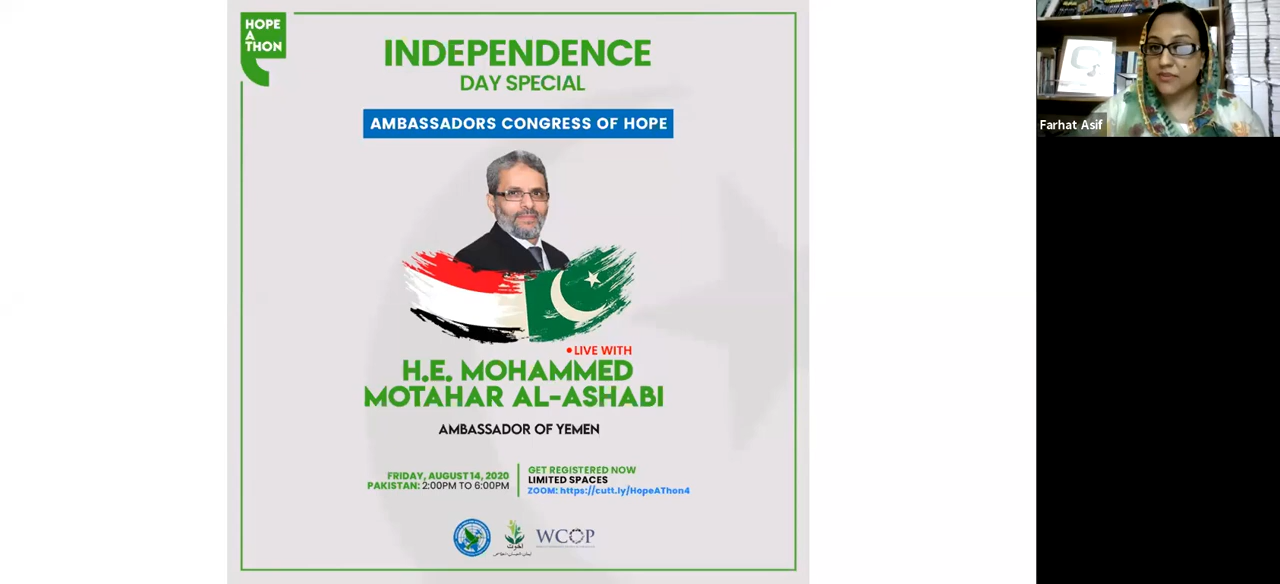 HOPE
A
THON
INDEPENDENCE
DAY SPECIAL
AMBASSADORS CONGRESS OF HOPE
LIVE WITH
H.E. MOHAMMED
MOTAHAR AL-ASHABI
AMBASSADOR OF YEMEN
FRIDAY, AUGUST 14, 2020
PAKISTAN: 2:00PM TO 6:00PM
GET REGISTERED NOW
LIMITED SPACES
ZOOM: https://cutt.ly/HopeAThon4
اخوت
WCOP
Farhat Asif